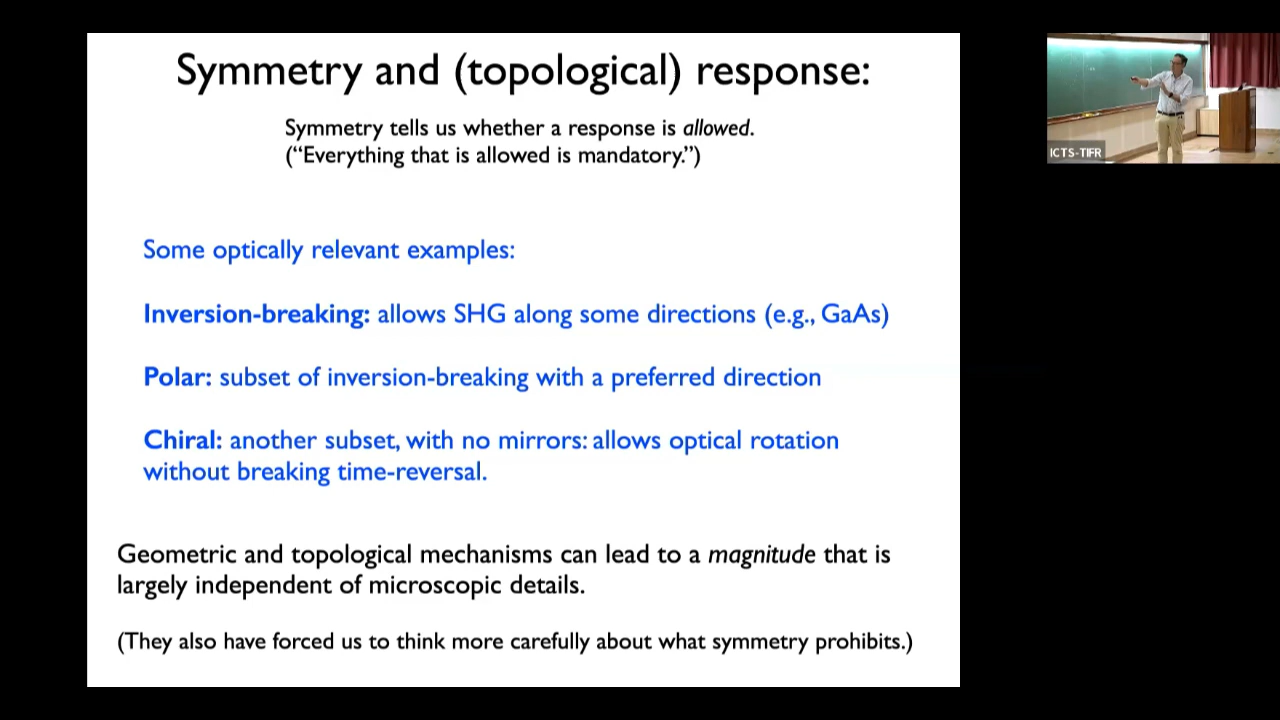 Symmetry and (topological) response:
Symmetry tells us whether a response is allowed.
(“Everything that is allowed is mandatory.”)
Some optically relevant examples:
Inversion-breaking: allows SHG along some directions (e.g., GaAs)
Polar: subset of inversion-breaking with a preferred direction
Chiral: another subset, with no mirrors: allows optical rotation
without breaking time-reversal.
Geometric and topological mechanisms can lead to a magnitude that is
largely independent of microscopic details.
(They also have forced us to think more carefully about what symmetry prohibits.)
ICTS-TIFR